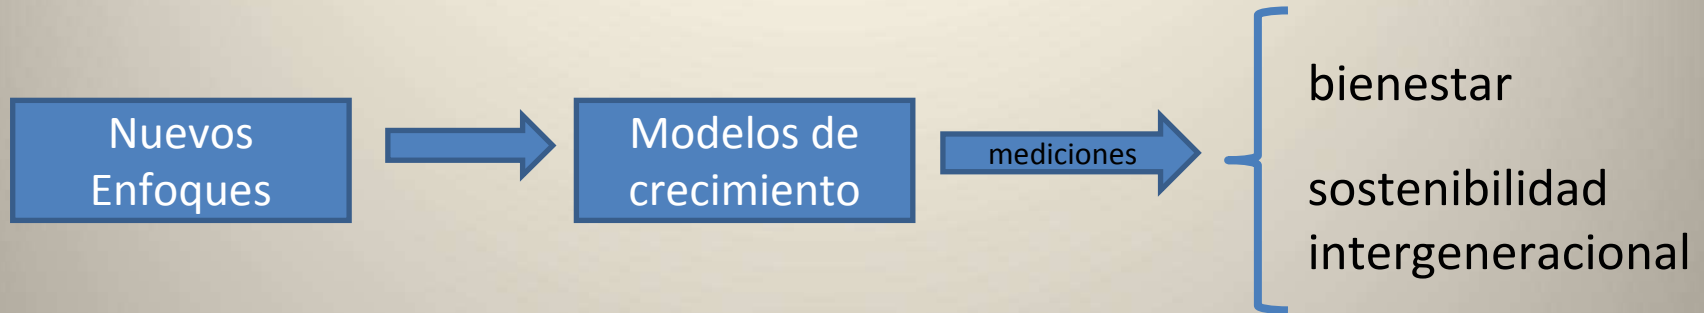 Nuevos
Enfoques
Modelos de
crecimiento
mediciones
bienestar
sostenibilidad
intergeneracional